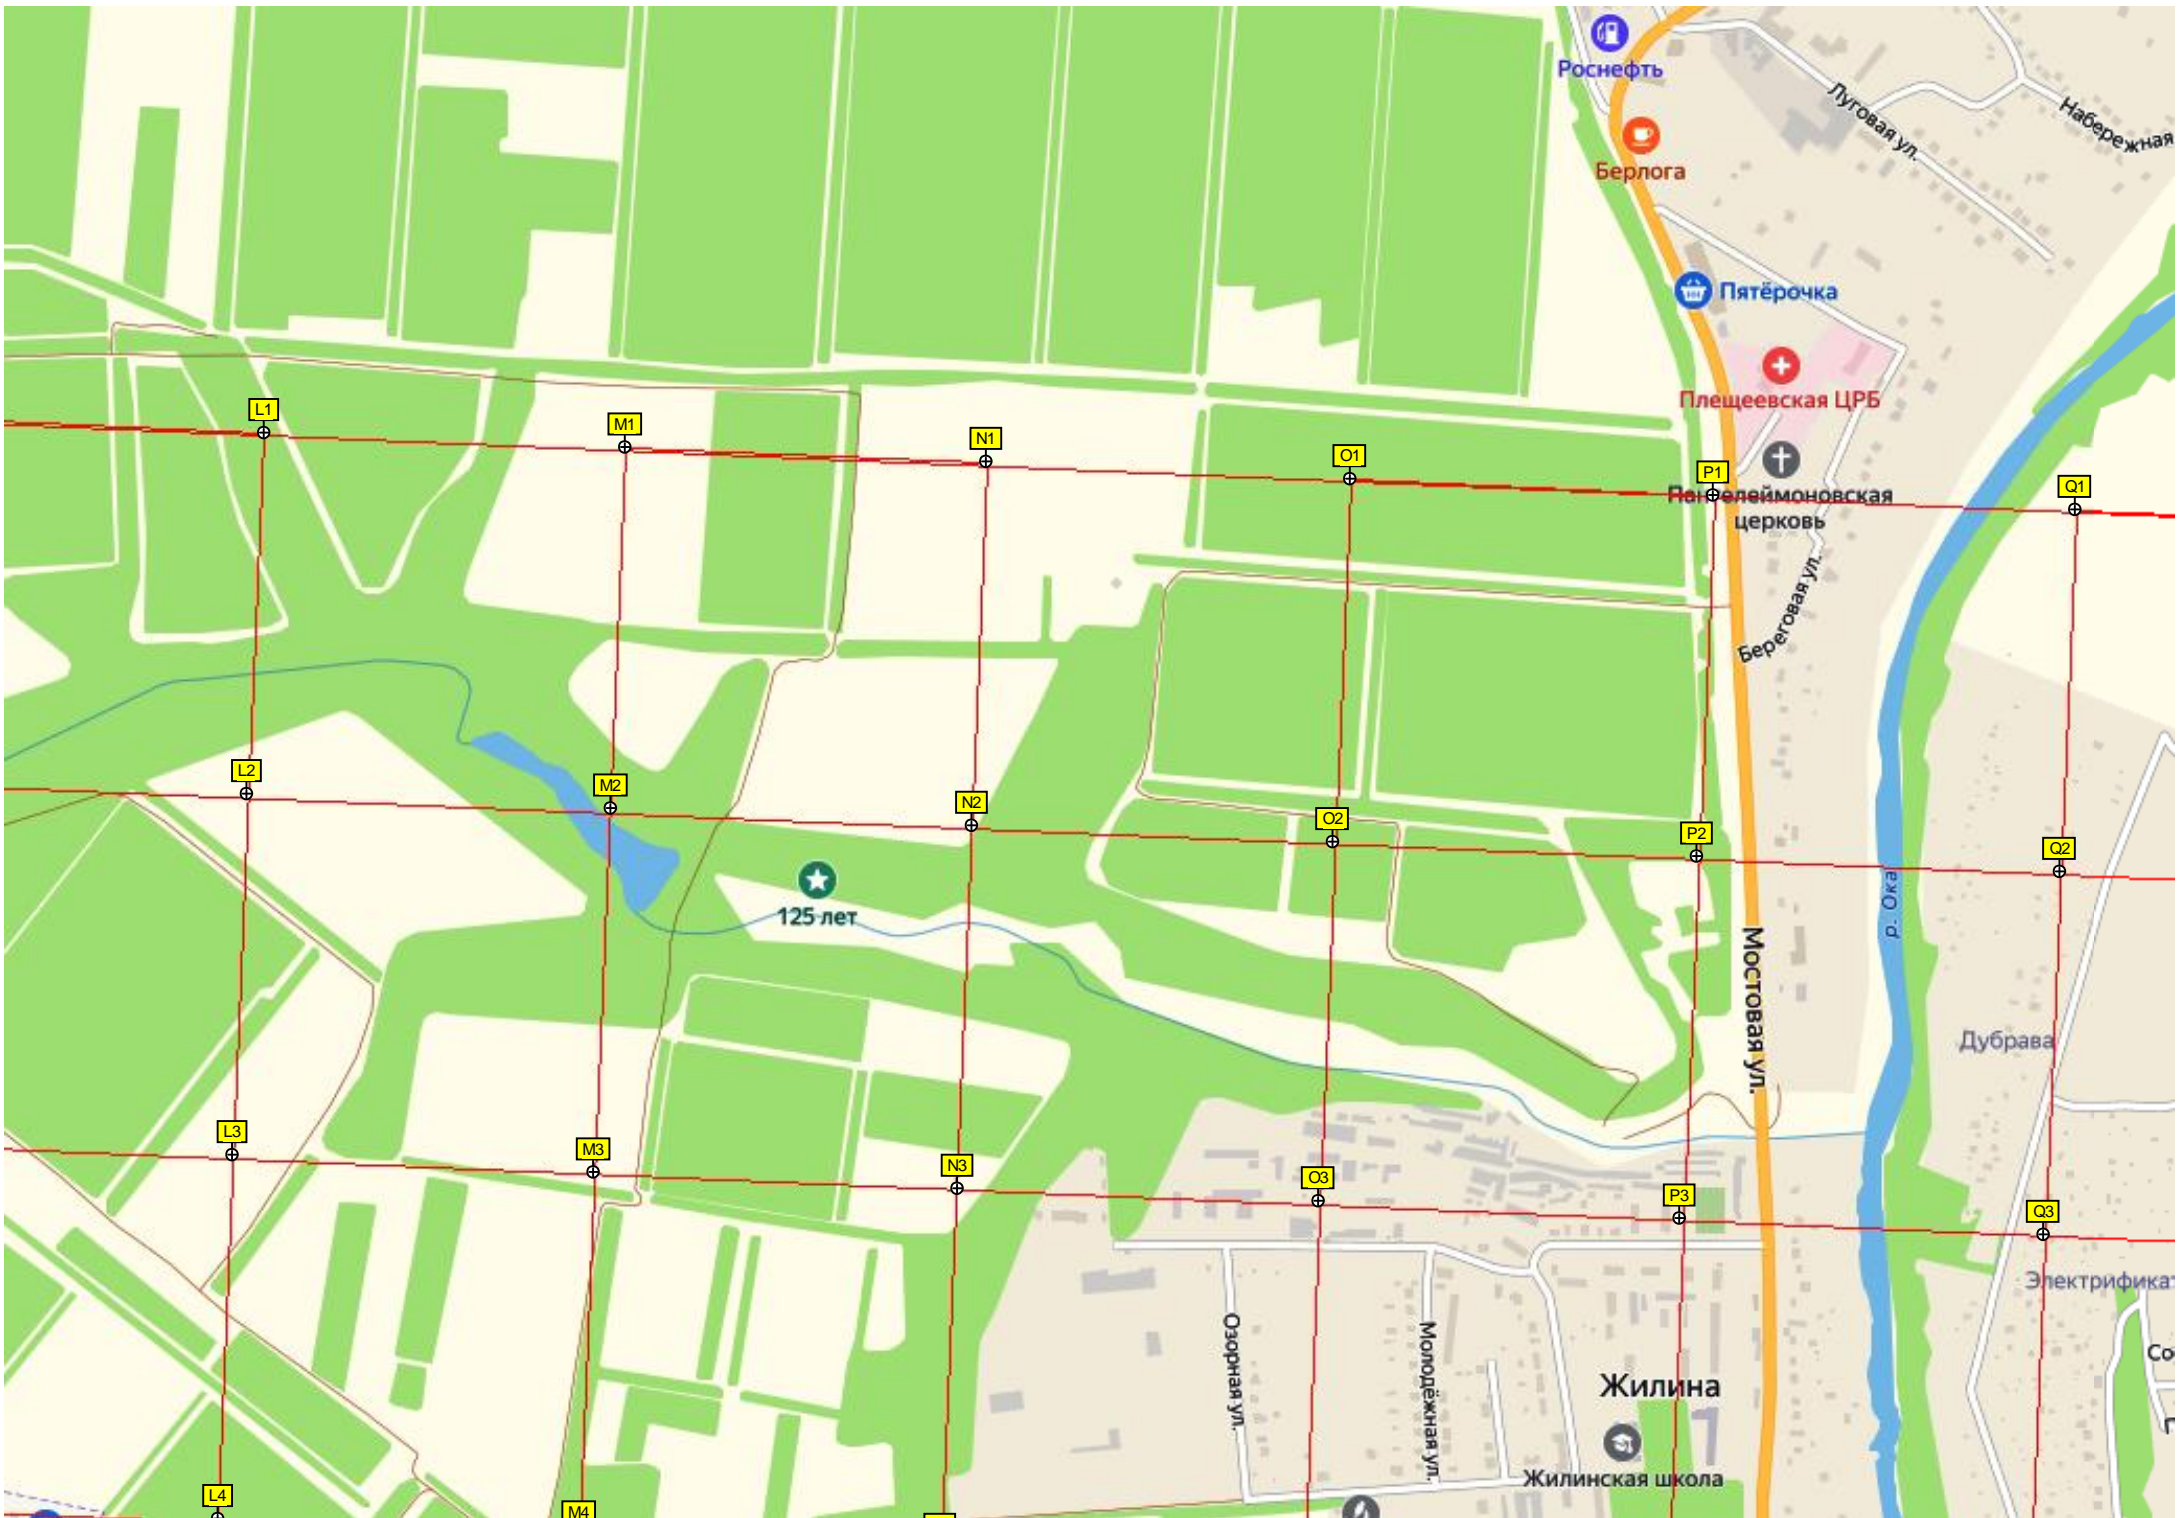 Роснефть
Луговая ул.
Набережная
Берлога
Пятёрочка
Плещеевская ЦРБ
L1
M1
N1
O1
P1
Q1
Пантелеймоновская
церковь
Береговая ул.
L2
M2
N2
O2
P2
Q2
125 лет
р. Ока
Мостовая ул.
Дубрава
L3
M3
N3
O3
P3
Q3
Электрификат
Озорная ул.
Молодёжная ул.
Со
Жилина
Жилинская школа
L4
M4